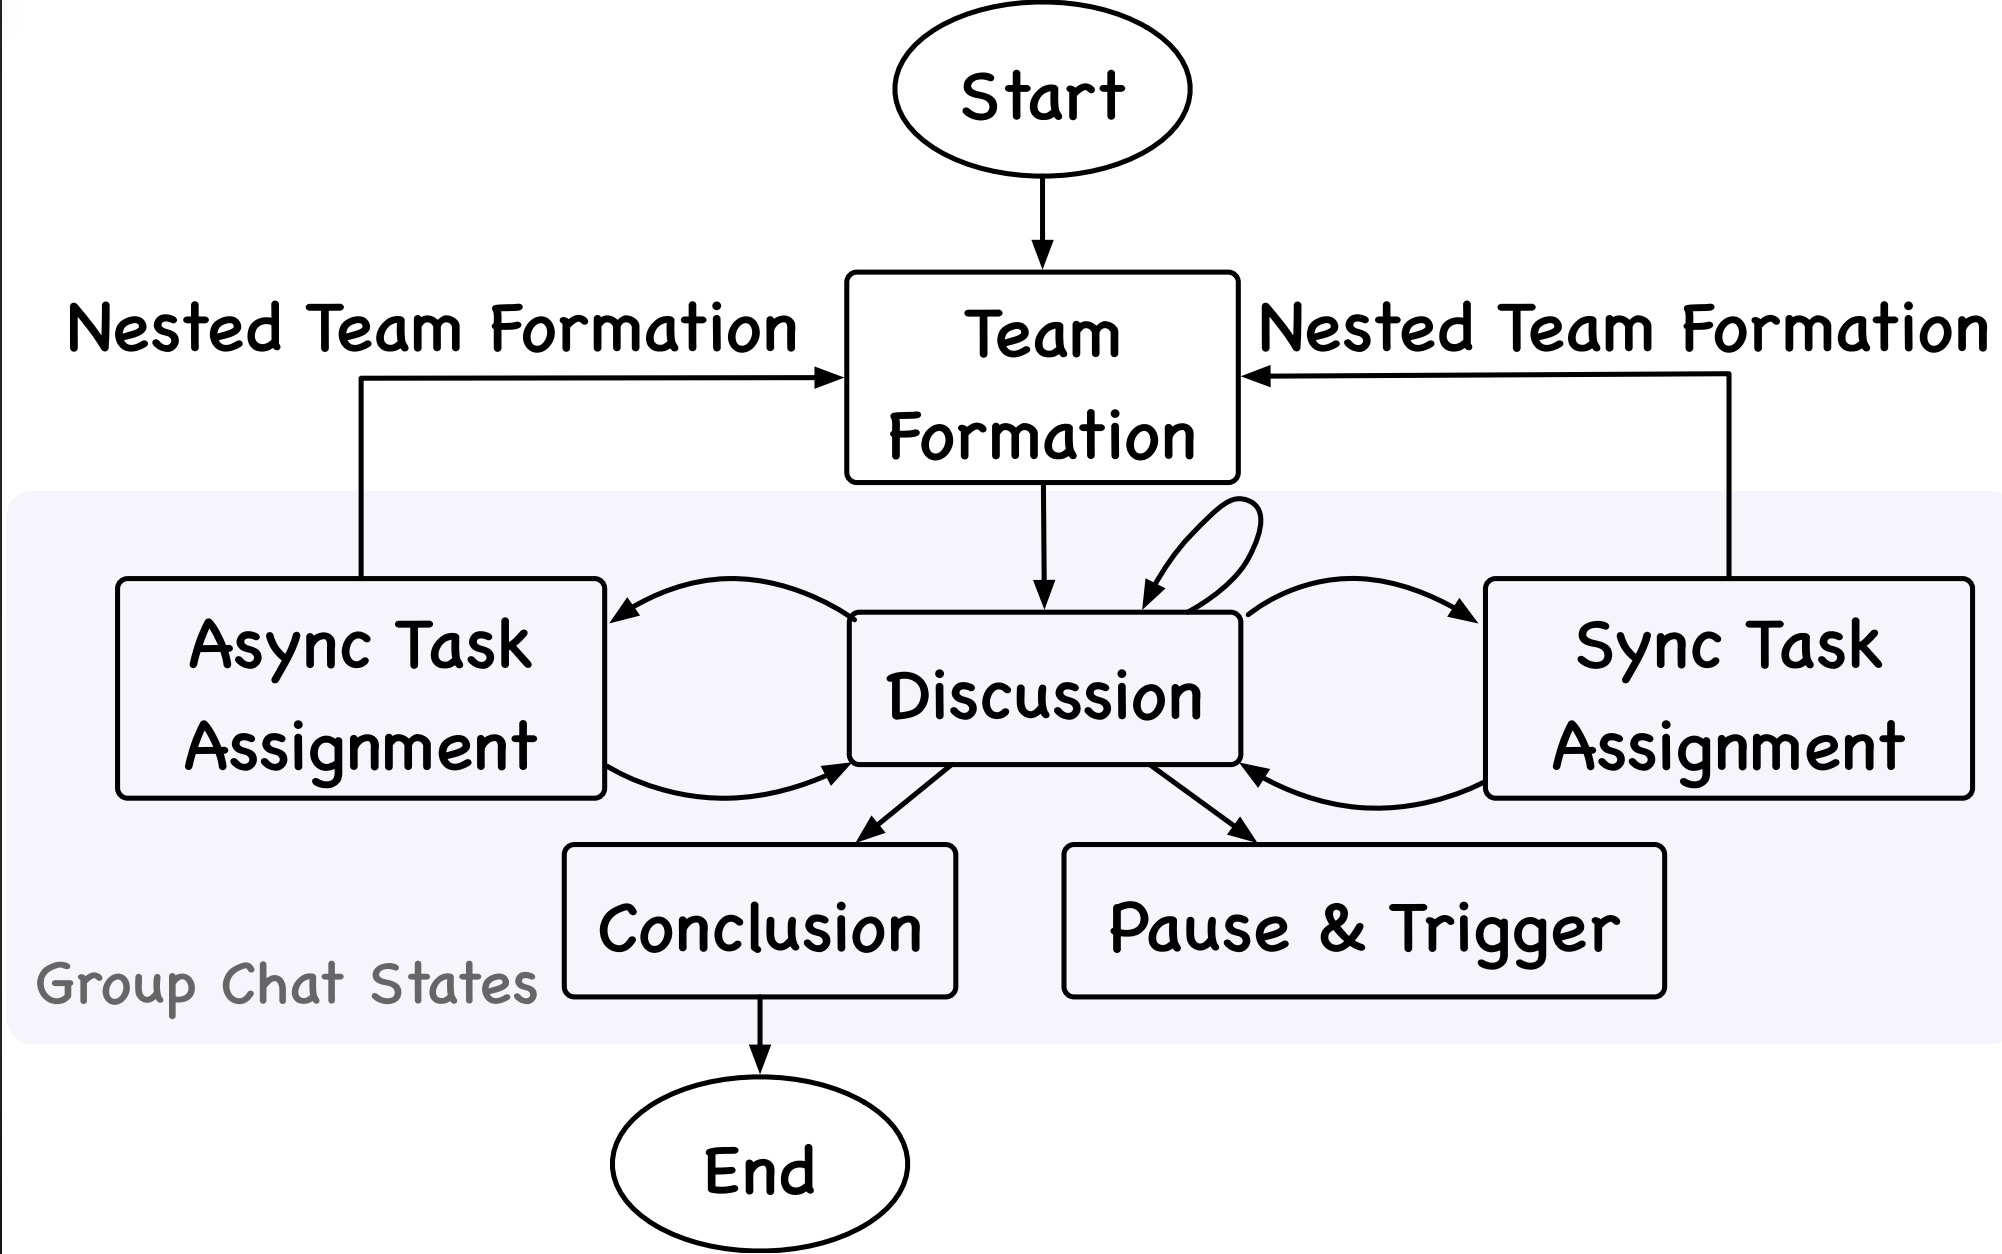 Start
Nested Team Formation
Team
Formation
Nested Team Formation
Async Task
Assignment
Discussion
Sync Task
Assignment
Conclusion
Pause & Trigger
Group Chat States
End